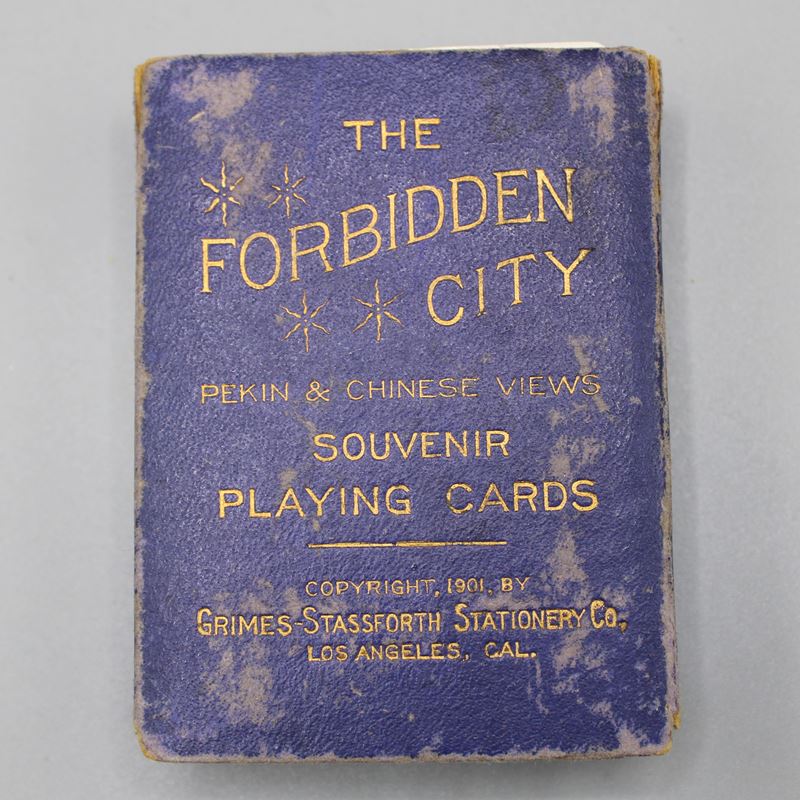 THE
FORBIDDEN
CITY
PEKIN & CHINESE VIEWS
SOUVENIR
PLAYING CARDS
COPYRIGHT, 1901, BY
GRIMES-STASSFORTH STATIONERY CO.,
LOS ANGELES, CAL.